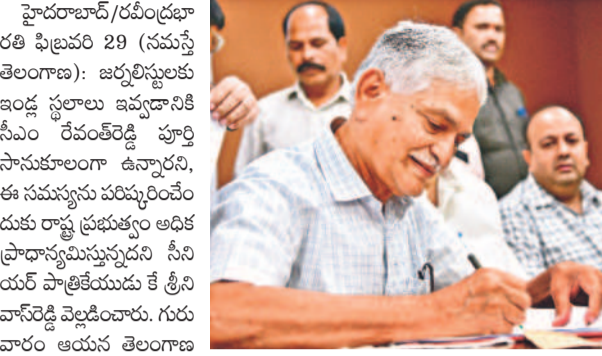 హైదరాబాద్/రవీంద్రభా
రతి ఫిబ్రవరి 29 (నమస్తే
తెలంగాణ): జర్నలిస్టులకు
ఇండ్ల స్థలాలు ఇవ్వడానికి
సీఎం రేవంత్‌రెడ్డి పూర్తి
సానుకూలంగా ఉన్నారని,
ఈ సమస్యను పరిష్కరించేం
దుకు రాష్ట్ర ప్రభుత్వం అధిక
ప్రాధాన్యమిస్తున్నదని సీని
యర్ పాత్రికేయుడు కే శ్రీని
వాస్‌రెడ్డి వెల్లడించారు. గురు
వారం ఆయన తెలంగాణ